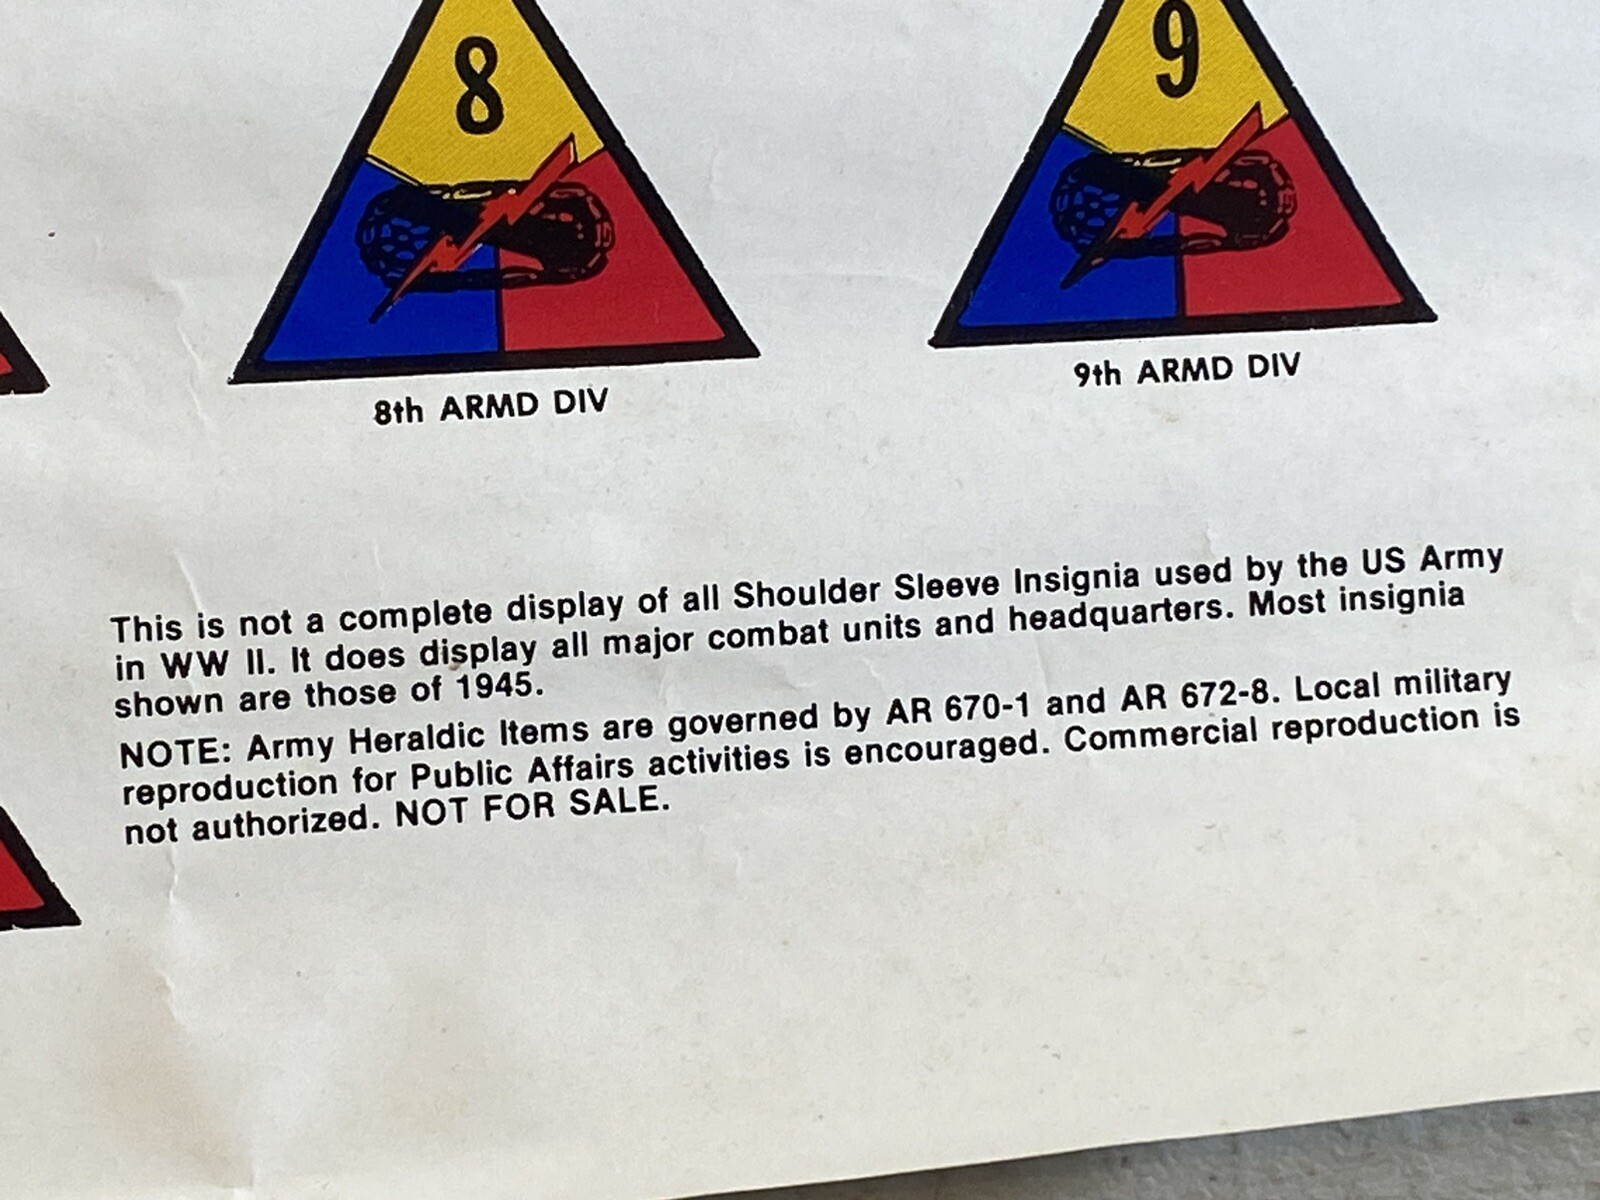 8
9
8th ARMD DIV
9th ARMD DIV
This is not a complete display of all Shoulder Sleeve Insignia used by the US Army
in WW II. It does display all major combat units and headquarters. Most insignia
shown are those of 1945.
NOTE: Army Heraldic Items are governed by AR 670-1 and AR 672-8. Local military
reproduction for Public Affairs activities is encouraged. Commercial reproduction is
not authorized. NOT FOR SALE.